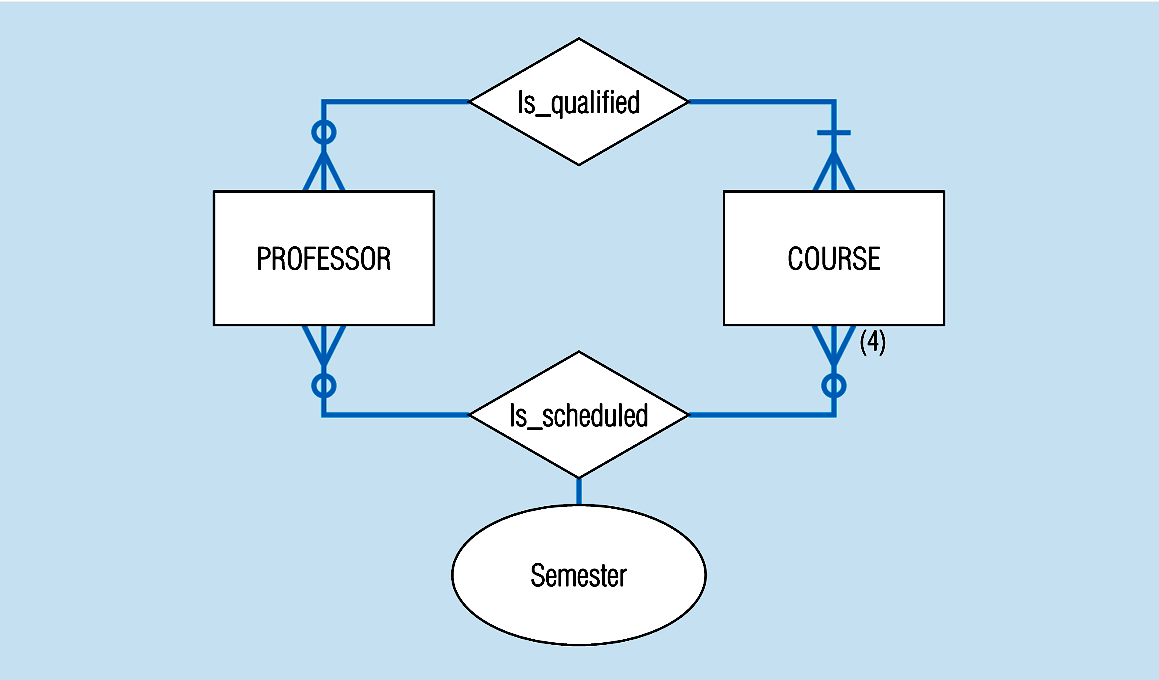 Is_qualified
PROFESSOR
COURSE
(4)
Is_scheduled
Semester